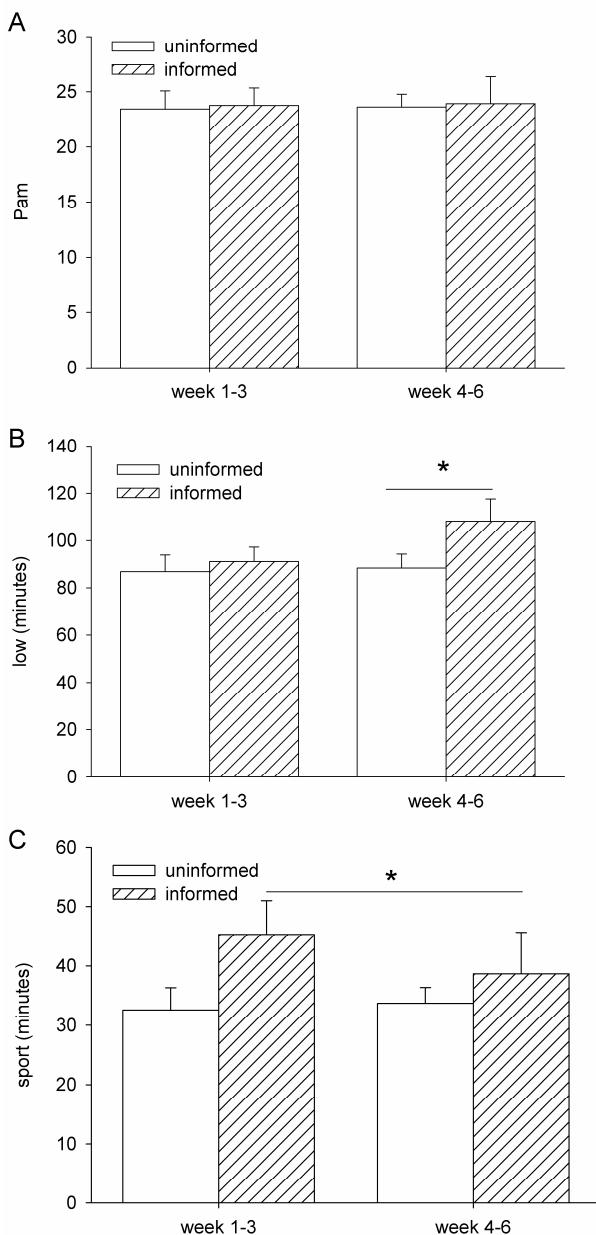 A
30
uninformed
informed
25
20
Pam
15
10
5
0
week 1-3 week 4-6
B
140
uninformed
*
120
informed
100
low (minutes)
80
60
40
20
0
week 1-3 week 4-6
C
60
uninformed
*
informed
50
40
sport (minutes)
30
20
10
0
week 1-3 week 4-6